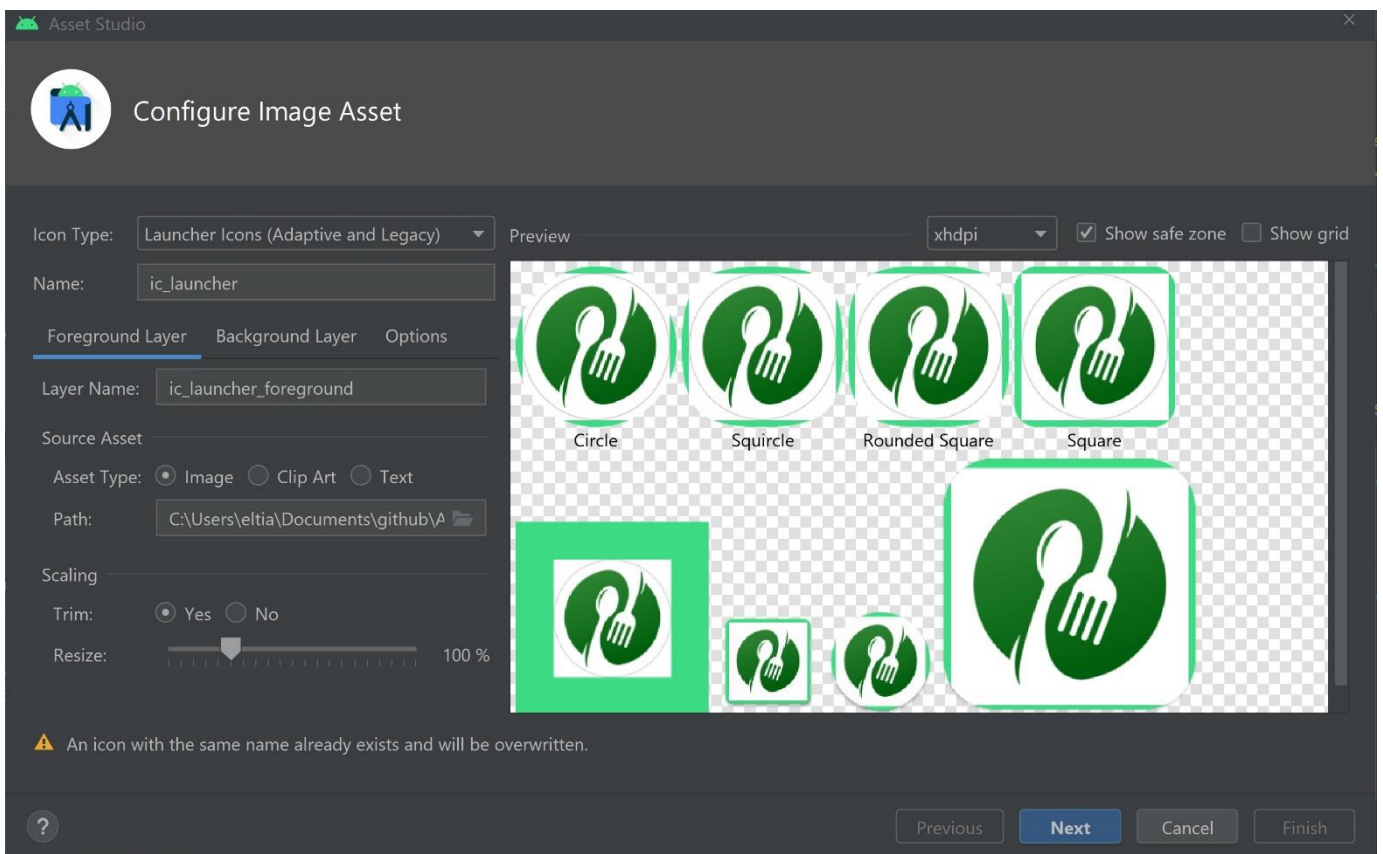 Asset Studio
Configure Image Asset
Icon Type: Launcher Icons (Adaptive and Legacy)
Name: ic_launcher
Foreground Layer Background Layer Options
Layer Name: ic_launcher_foreground
Source Asset
Asset Type: Image Clip Art Text
Path: C:\Users\eltia\Documents\github\A
Scaling
Trim: Yes No
Resize: 100 %
Preview xhdpi Show safe zone Show grid
Circle Squircle Rounded Square Square
An icon with the same name already exists and will be overwritten.
? Previous Next Cancel Finish